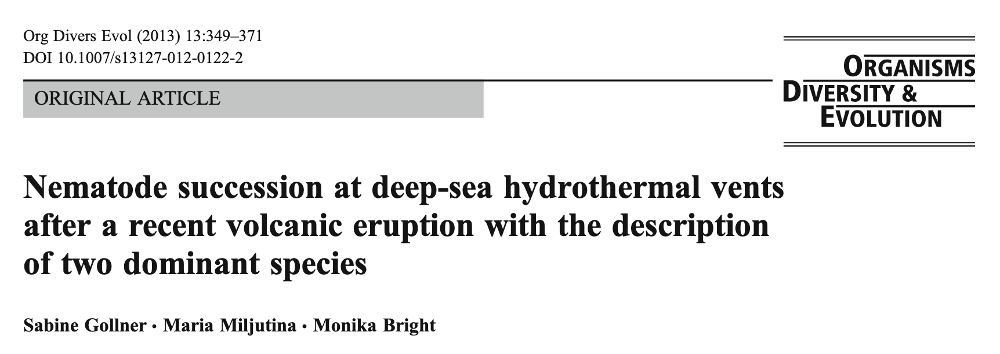 Org Divers Evol (2013) 13:349–371
DOI 10.1007/s13127-012-0122-2
ORIGINAL ARTICLE
ORGANISMS
DIVERSITY &
EVOLUTION
Nematode succession at deep-sea hydrothermal vents
after a recent volcanic eruption with the description
of two dominant species
Sabine Gollner · Maria Miljutina · Monika Bright